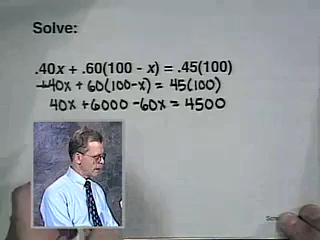 Solve:
.40x + .60(100 - x) = .45(100)
40x + 60(100-x) = 45(100)
40x + 6000 - 60x = 4500